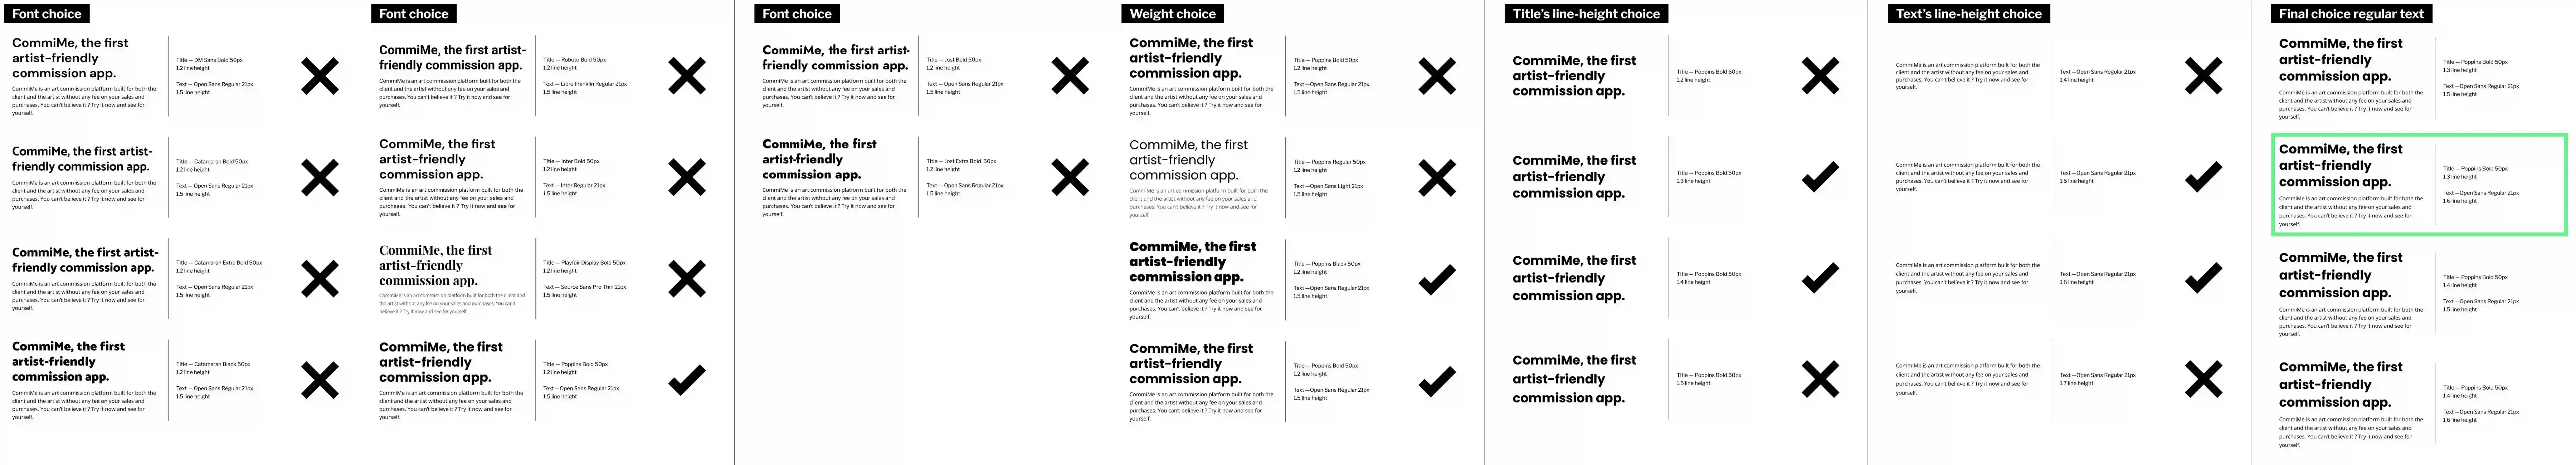 Font choice
CommiMe, the first
artist-friendly
commission app.
CommiMe is an art commission platform built for both the
client and the artist without any fee on your sales and
purchases. You can't believe it ? Try it now and see for
yourself.
Title — DM Sans Bold 50px
1.2 line height
Text — Open Sans Regular 21px
1.5 line height
CommiMe, the first artist-
friendly commission app.
CommiMe is an art commission platform built for both the
client and the artist without any fee on your sales and
purchases. You can't believe it ? Try it now and see for
yourself.
Title — Catamaran Bold 50px
1.2 line height
Text — Open Sans Regular 21px
1.5 line height
CommiMe, the first artist-
friendly commission app.
CommiMe is an art commission platform built for both the
client and the artist without any fee on your sales and
purchases. You can't believe it ? Try it now and see for
yourself.
Title — Catamaran Extra Bold 50px
1.2 line height
Text — Open Sans Regular 21px
1.5 line height
CommiMe, the first
artist-friendly
commission app.
CommiMe is an art commission platform built for both the
client and the artist without any fee on your sales and
purchases. You can't believe it ? Try it now and see for
yourself.
Title — Catamaran Black 50px
1.2 line height
Text — Open Sans Regular 21px
1.5 line height
Font choice
CommiMe, the first artist-
friendly commission app.
CommiMe is an art commission platform built for both the
client and the artist without any fee on your sales and
purchases. You can't believe it ? Try it now and see for
yourself.
Title — Roboto Bold 50px
1.2 line height
Text — Libre Franklin Regular 21px
1.5 line height
CommiMe, the first
artist-friendly
commission app.
CommiMe is an art commission platform built for both the
client and the artist without any fee on your sales and
purchases. You can't believe it ? Try it now and see for
yourself.
Title — Inter Bold 50px
1.2 line height
Text — Inter Regular 21px
1.5 line height
CommiMe, the first
artist-friendly
commission app.
CommiMe is an art commission platform built for both the client and
the artist without any fee on your sales and purchases. You can't
believe it ? Try it now and see for yourself.
Title — Playfair Display Bold 50px
1.2 line height
Text — Source Sans Pro Thin 21px
1.5 line height
CommiMe, the first
artist-friendly
commission app.
CommiMe is an art commission platform built for both the
client and the artist without any fee on your sales and
purchases. You can't believe it ? Try it now and see for
yourself.
Title — Poppins Bold 50px
1.2 line height
Text —Open Sans Regular 21px
1.5 line height
Font choice
CommiMe, the first artist-
friendly commission app.
CommiMe is an art commission platform built for both the
client and the artist without any fee on your sales and
purchases. You can't believe it ? Try it now and see for
yourself.
Title — Jost Bold 50px
1.2 line height
Text — Open Sans Regular 21px
1.5 line height
CommiMe, the first
artist-friendly
commission app.
CommiMe is an art commission platform built for both the
client and the artist without any fee on your sales and
purchases. You can't believe it ? Try it now and see for
yourself.
Title — Jost Extra Bold 50px
1.2 line height
Text — Open Sans Regular 21px
1.5 line height
Weight choice
CommiMe, the first
artist-friendly
commission app.
CommiMe is an art commission platform built for both the
client and the artist without any fee on your sales and
purchases. You can't believe it ? Try it now and see for
yourself.
Title — Poppins Bold 50px
1.2 line height
Text —Open Sans Regular 21px
1.5 line height
CommiMe, the first
artist-friendly
commission app.
CommiMe is an art commission platform built for both the
client and the artist without any fee on your sales and
purchases. You can't believe it ? Try it now and see for
yourself.
Title — Poppins Regular 50px
1.2 line height
Text —Open Sans Light 21px
1.5 line height
CommiMe, the first
artist-friendly
commission app.
CommiMe is an art commission platform built for both the
client and the artist without any fee on your sales and
purchases. You can't believe it ? Try it now and see for
yourself.
Title — Poppins Black 50px
1.2 line height
Text —Open Sans Regular 21px
1.5 line height
CommiMe, the first
artist-friendly
commission app.
CommiMe is an art commission platform built for both the
client and the artist without any fee on your sales and
purchases. You can't believe it ? Try it now and see for
yourself.
Title — Poppins Bold 50px
1.2 line height
Text —Open Sans Regular 21px
1.5 line height
Title's line-height choice
CommiMe, the first
artist-friendly
commission app.
Title — Poppins Bold 50px
1.2 line height
CommiMe, the first
artist-friendly
commission app.
Title — Poppins Bold 50px
1.3 line height
CommiMe, the first
artist-friendly
commission app.
Title — Poppins Bold 50px
1.4 line height
CommiMe, the first
artist-friendly
commission app.
Title — Poppins Bold 50px
1.5 line height
Text's line-height choice
CommiMe is an art commission platform built for both the
client and the artist without any fee on your sales and
purchases. You can't believe it ? Try it now and see for
yourself.
Text —Open Sans Regular 21px
1.4 line height
CommiMe is an art commission platform built for both the
client and the artist without any fee on your sales and
purchases. You can't believe it ? Try it now and see for
yourself.
Text —Open Sans Regular 21px
1.5 line height
CommiMe is an art commission platform built for both the
client and the artist without any fee on your sales and
purchases. You can't believe it ? Try it now and see for
yourself.
Text —Open Sans Regular 21px
1.6 line height
CommiMe is an art commission platform built for both the
client and the artist without any fee on your sales and
purchases. You can't believe it ? Try it now and see for
yourself.
Text —Open Sans Regular 21px
1.7 line height
Final choice regular text
CommiMe, the first
artist-friendly
commission app.
CommiMe is an art commission platform built for both the
client and the artist without any fee on your sales and
purchases. You can't believe it ? Try it now and see for
yourself.
Title — Poppins Bold 50px
1.3 line height
Text —Open Sans Regular 21px
1.5 line height
CommiMe, the first
artist-friendly
commission app.
CommiMe is an art commission platform built for both the
client and the artist without any fee on your sales and
purchases. You can't believe it ? Try it now and see for
yourself.
Title — Poppins Bold 50px
1.3 line height
Text —Open Sans Regular 21px
1.6 line height
CommiMe, the first
artist-friendly
commission app.
CommiMe is an art commission platform built for both the
client and the artist without any fee on your sales and
purchases. You can't believe it ? Try it now and see for
yourself.
Title — Poppins Bold 50px
1.4 line height
Text —Open Sans Regular 21px
1.5 line height
CommiMe, the first
artist-friendly
commission app.
CommiMe is an art commission platform built for both the
client and the artist without any fee on your sales and
purchases. You can't believe it ? Try it now and see for
yourself.
Title — Poppins Bold 50px
1.4 line height
Text —Open Sans Regular 21px
1.6 line height